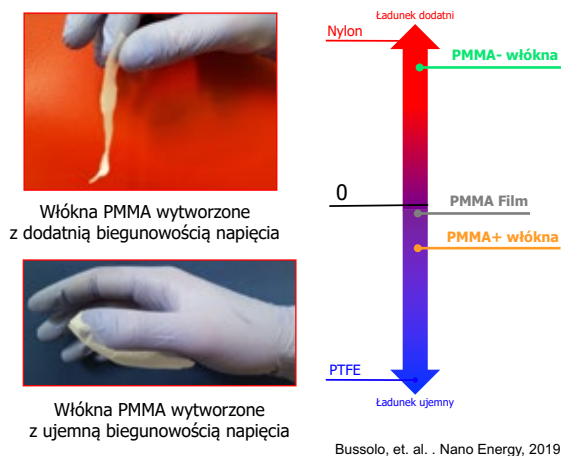 Włókna PMMA wytworzone
z dodatnią biegunowością napięcia
Włókna PMMA wytworzone
z ujemną biegunowością napięcia
Ładunek dodatni
Nylon
PMMA- włókna
0
PMMA Film
PMMA+ włókna
PTFE
Ładunek ujemny
Bussolo, et. al. . Nano Energy, 2019